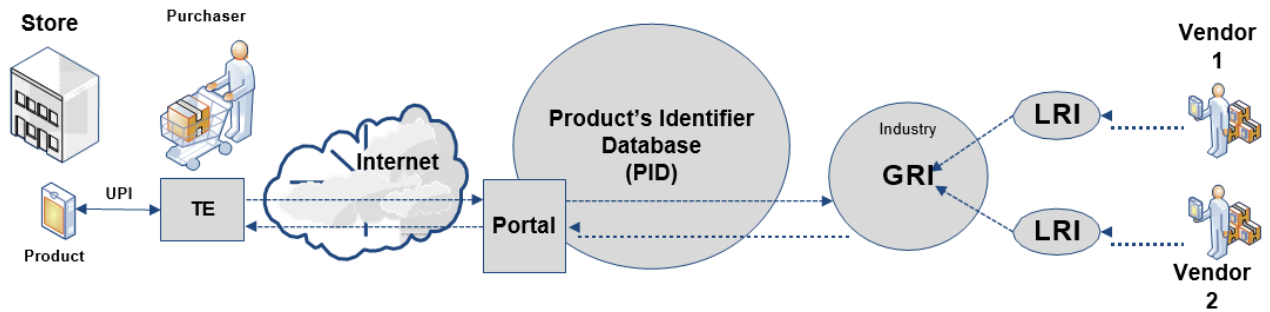 Store
Purchaser
Product
UPI
TE
Internet
Portal
Product's Identifier
Database
(PID)
Industry
GRI
LRI
LRI
Vendor
1
Vendor
2